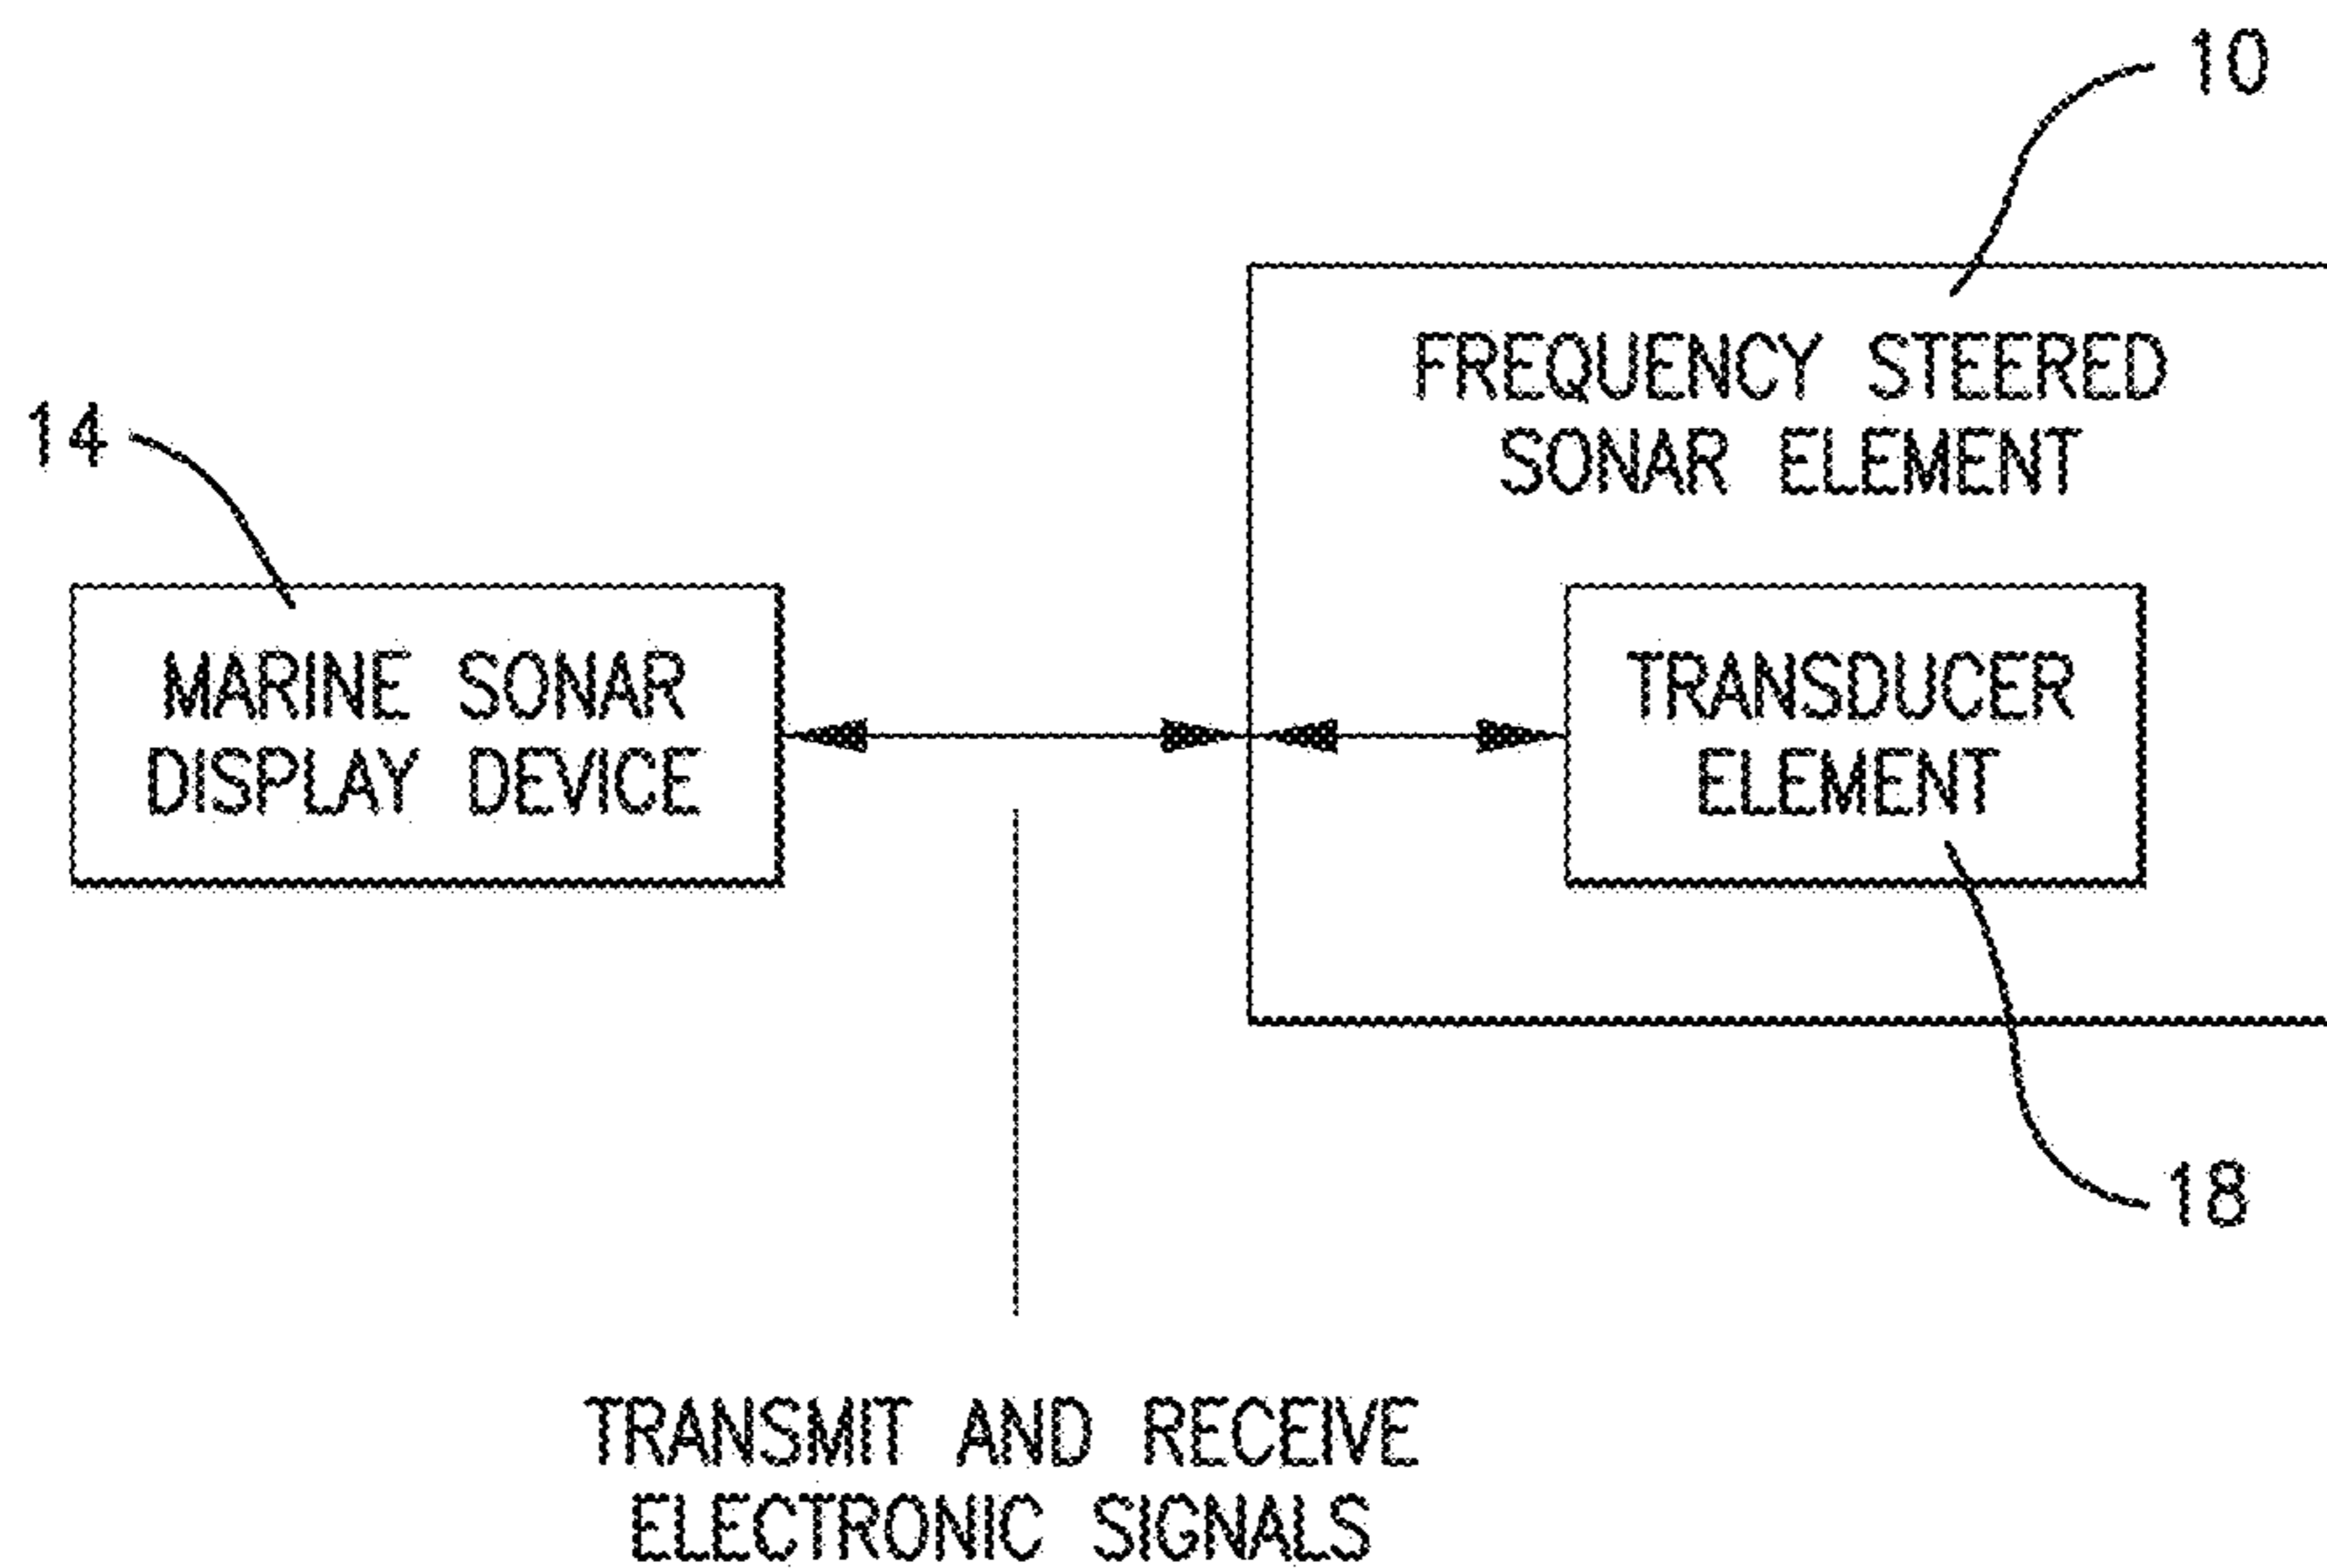 10
FREQUENCY STEERED
SONAR ELEMENT
14
MARINE SONAR
DISPLAY DEVICE
TRANSDUCER
ELEMENT
18
TRANSMIT AND RECEIVE
ELECTRONIC SIGNALS